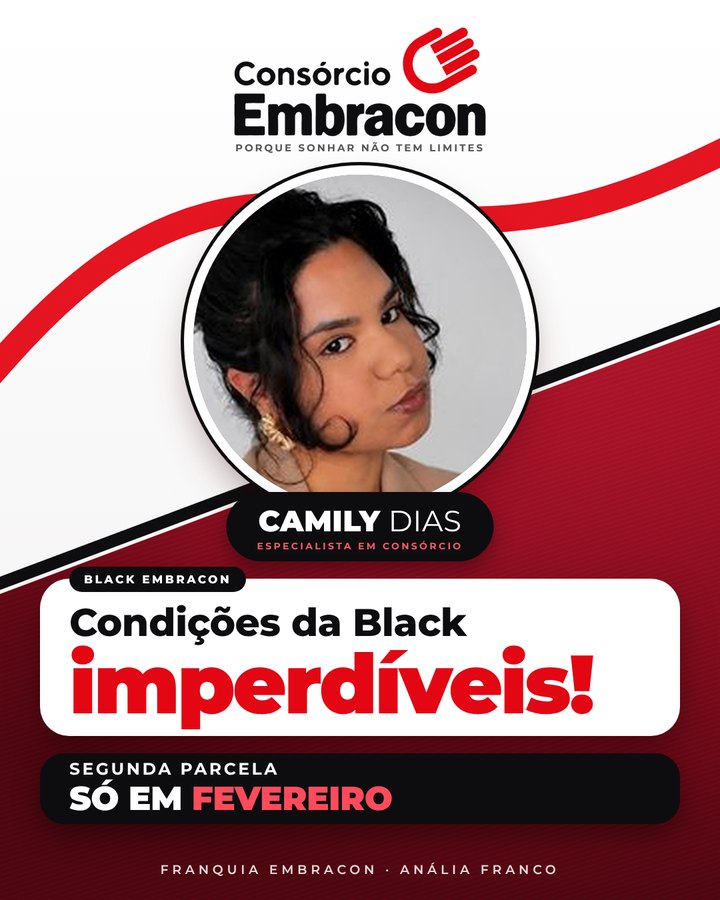 Consórcio
Embracon
PORQUE SONHAR NÃO TEM LIMITES
CAMILY DIAS
ESPECIALISTA EM CONSÓRCIO
BLACK EMBRACON
Condições da Black
imperdíveis!
SEGUNDA PARCELA
SÓ EM FEVEREIRO
FRANQUIA EMBRACON · ANÁLIA FRANCO